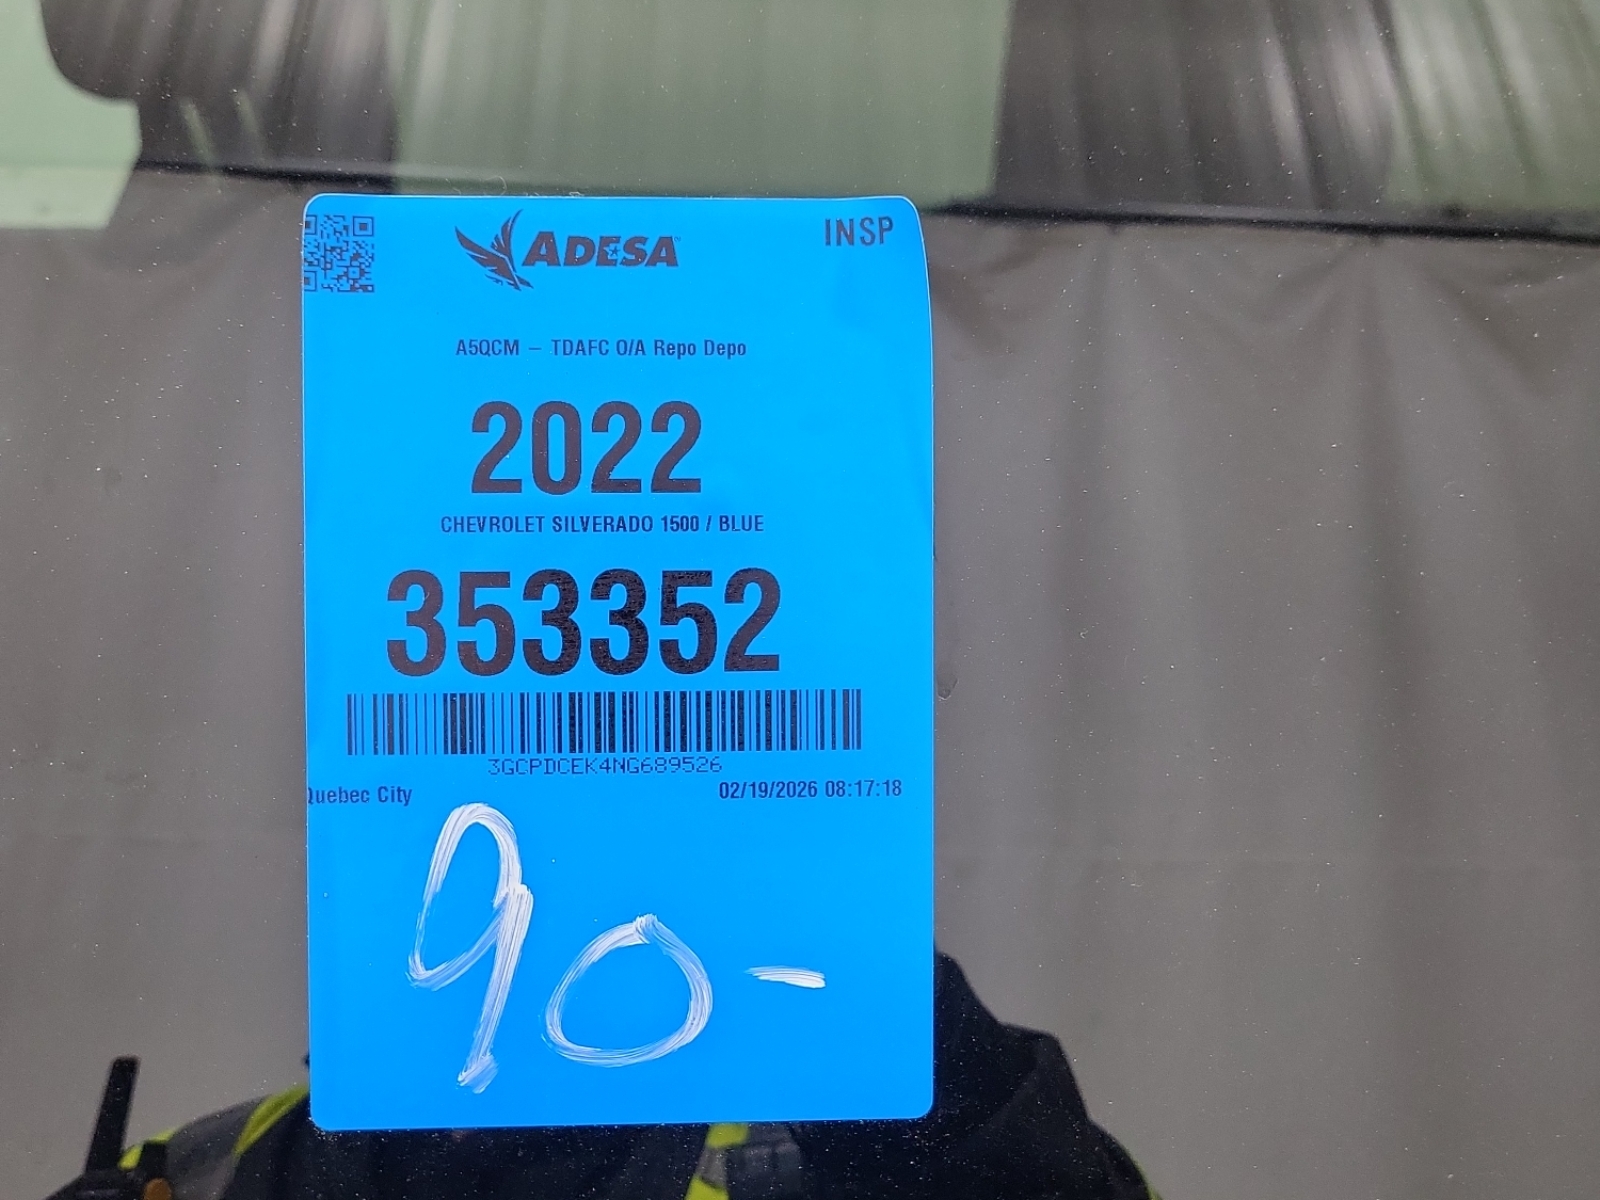 ADESA
INSP
A5QCM – TDAFC O/A Repo Depo
2022
CHEVROLET SILVERADO 1500 / BLUE
353352
3GCPDCEK4NG689526
Quebec City 02/19/2026 08:17:18
90-